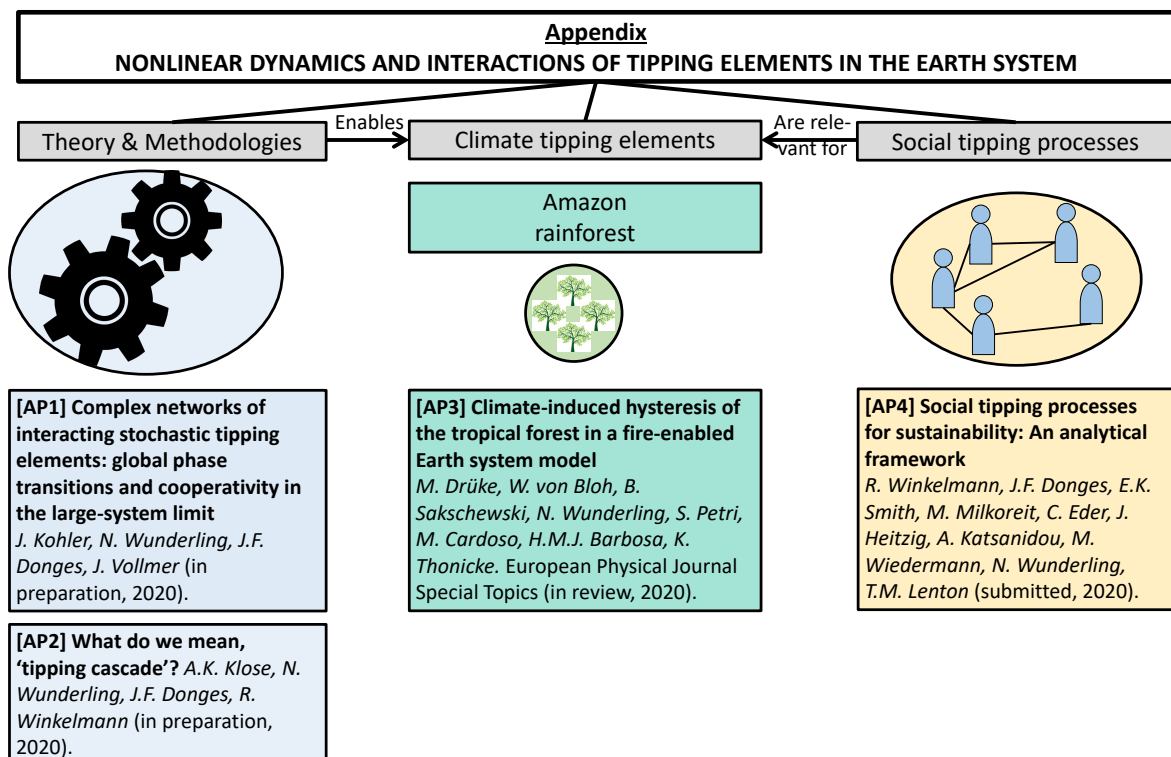 Appendix
NONLINEAR DYNAMICS AND INTERACTIONS OF TIPPING ELEMENTS IN THE EARTH SYSTEM
Theory & Methodologies
Enables
Climate tipping elements
Are rele-
vant for
Social tipping processes
Amazon
rainforest
[AP1] Complex networks of
interacting stochastic tipping
elements: global phase
transitions and cooperativity in
the large-system limit
J. Kohler, N. Wunderling, J.F.
Donges, J. Vollmer (in
preparation, 2020).
[AP2] What do we mean,
‘tipping cascade’? A.K. Klose, N.
Wunderling, J.F. Donges, R.
Winkelmann (in preparation,
2020).
[AP3] Climate-induced hysteresis of
the tropical forest in a fire-enabled
Earth system model
M. Drüke, W. von Bloh, B.
Sakschewski, N. Wunderling, S. Petri,
M. Cardoso, H.M.J. Barbosa, K.
Thonicke. European Physical Journal
Special Topics (in review, 2020).
[AP4] Social tipping processes
for sustainability: An analytical
framework
R. Winkelmann, J.F. Donges, E.K.
Smith, M. Milkoreit, C. Eder, J.
Heitzig, A. Katsanidou, M.
Wiedermann, N. Wunderling,
T.M. Lenton (submitted, 2020).